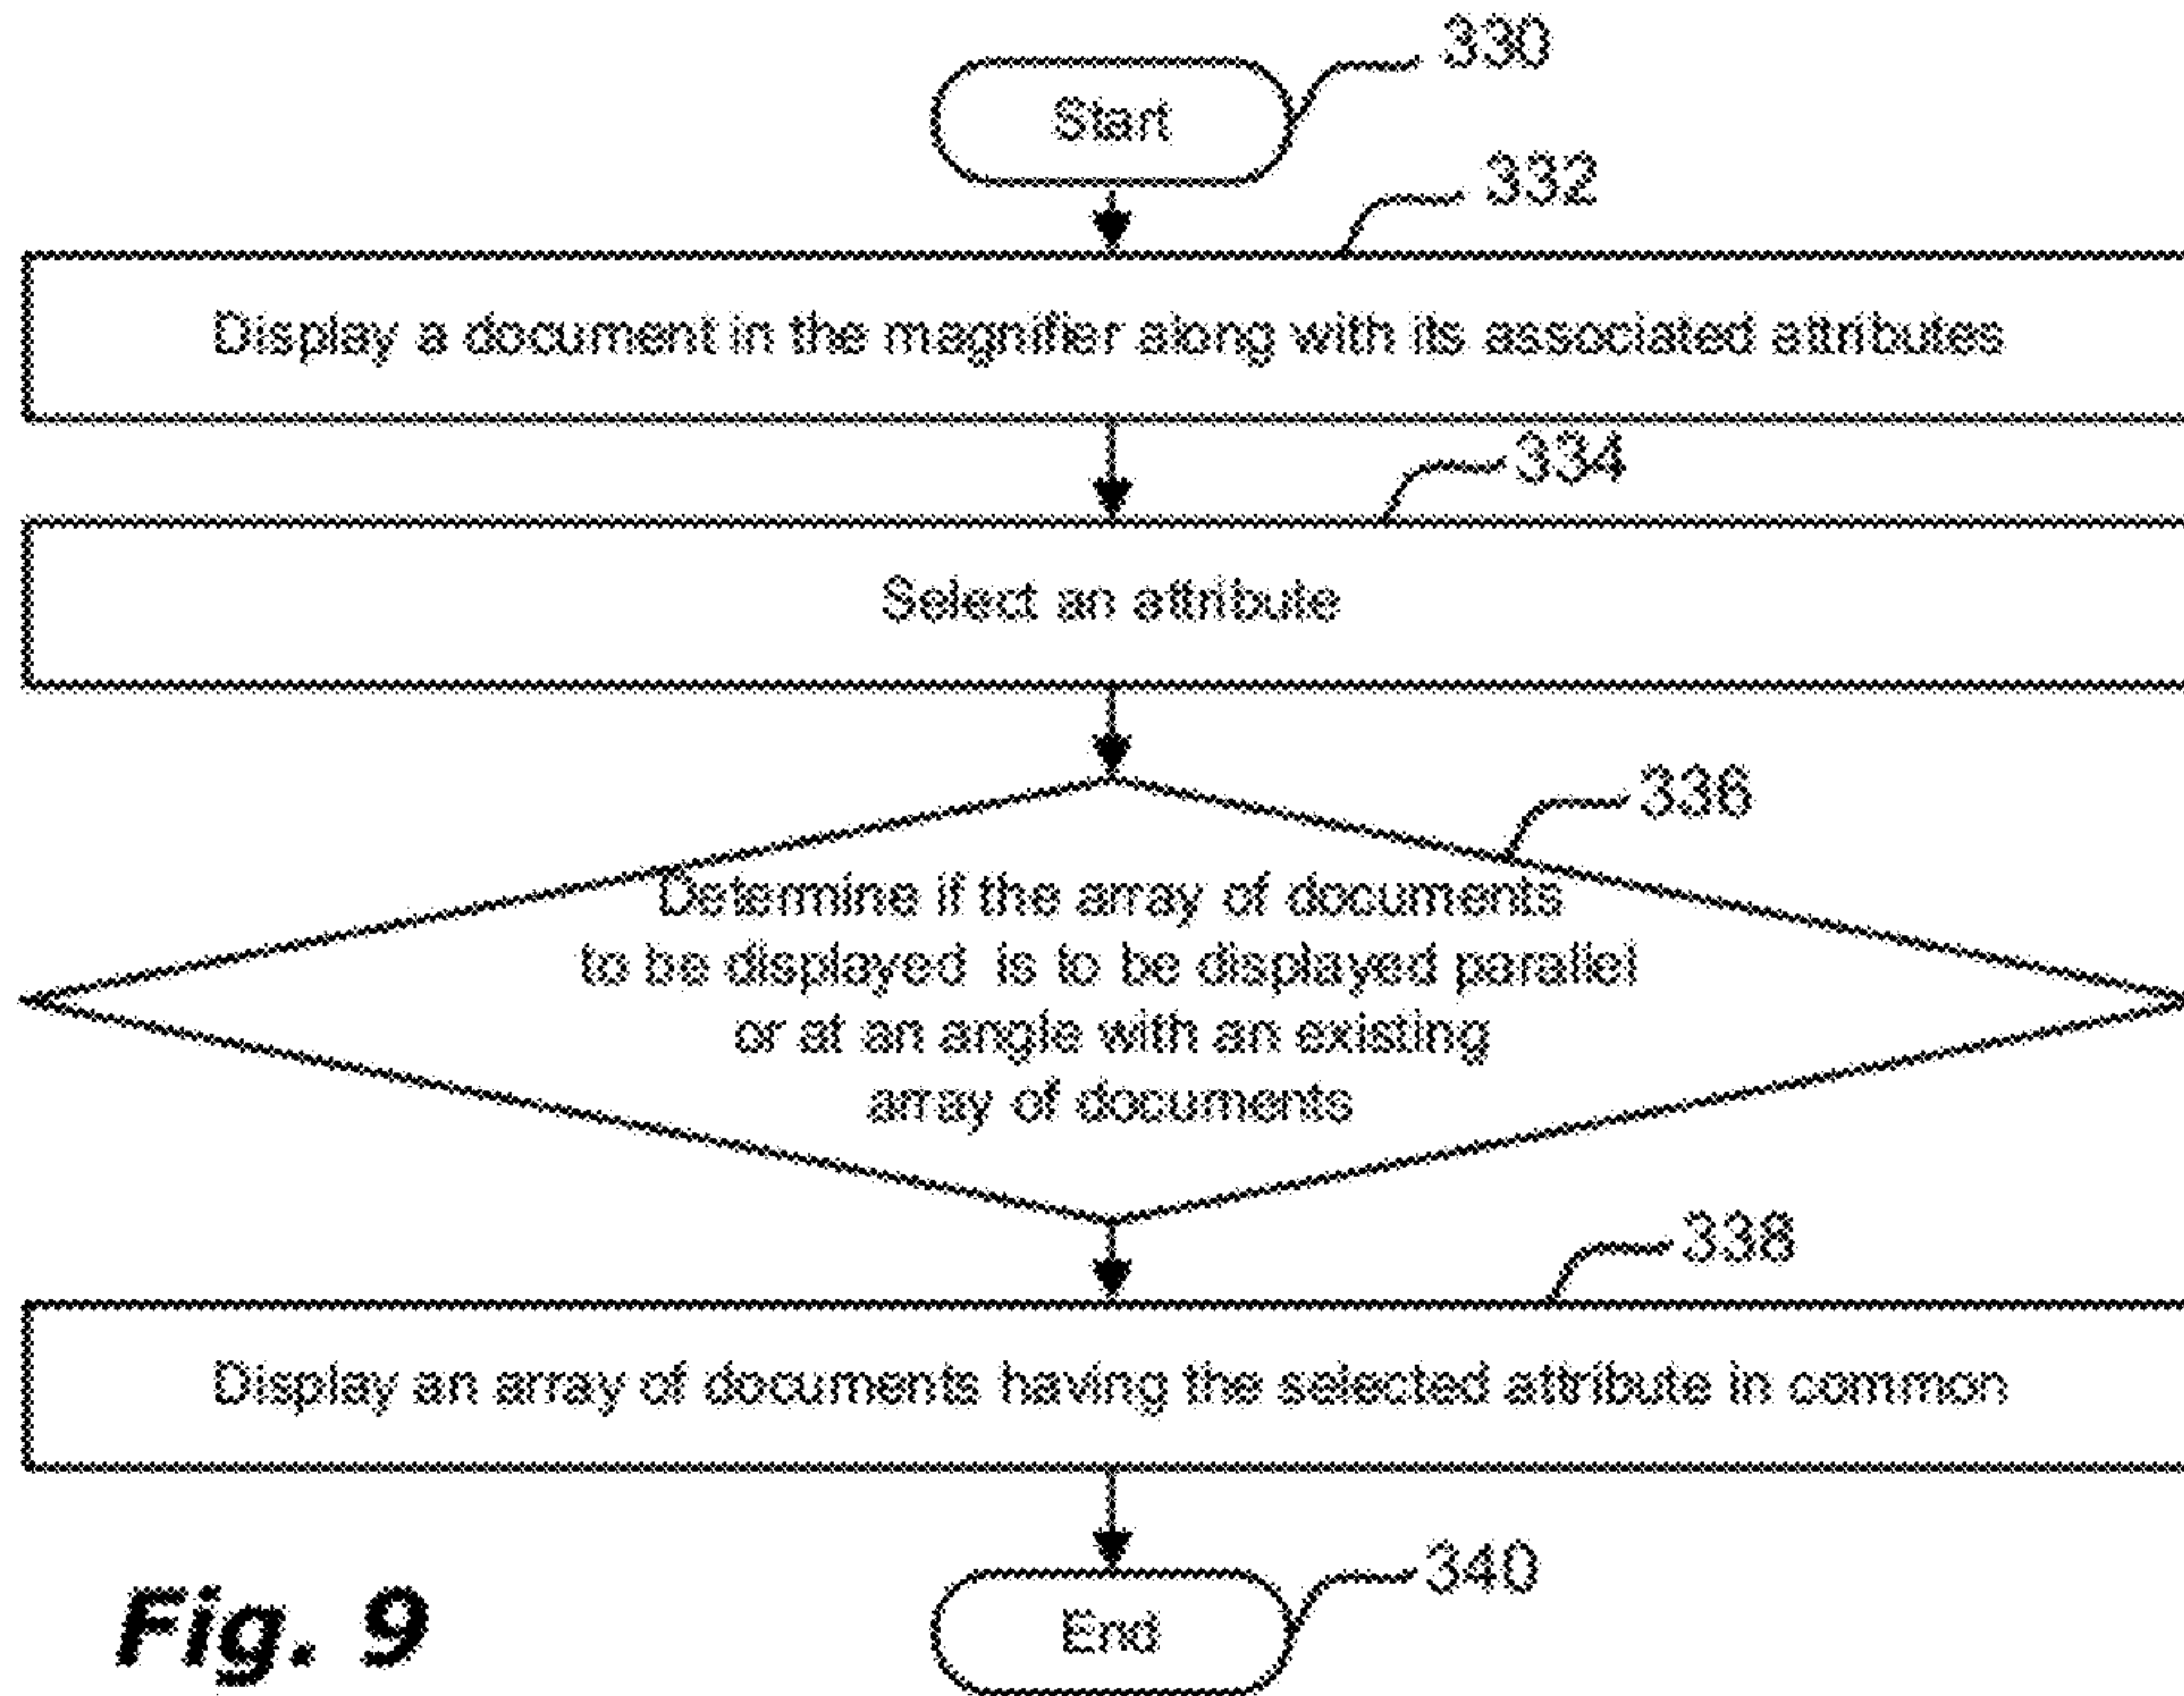 330
Start
332
Display a document in the magnifier along with its associated attributes
334
Select an attribute
336
Determine if the array of documents
to be displayed is to be displayed parallel
or at an angle with an existing
array of documents
338
Display an array of documents having the selected attribute in common
340
End
Fig. 9